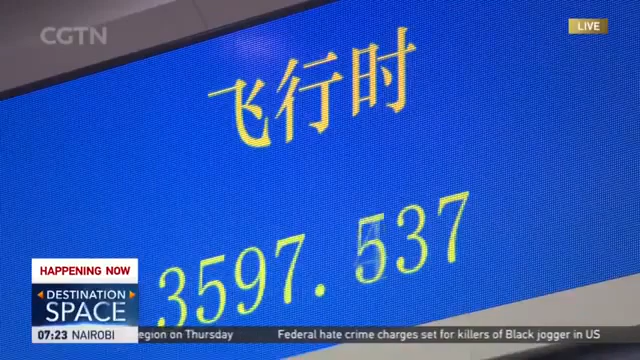 CGTN
LIVE
飞行时
3597.537
HAPPENING NOW
DESTINATION
SPACE
07:23 NAIROBI
egion on Thursday Federal hate crime charges set for killers of Black jogger in US